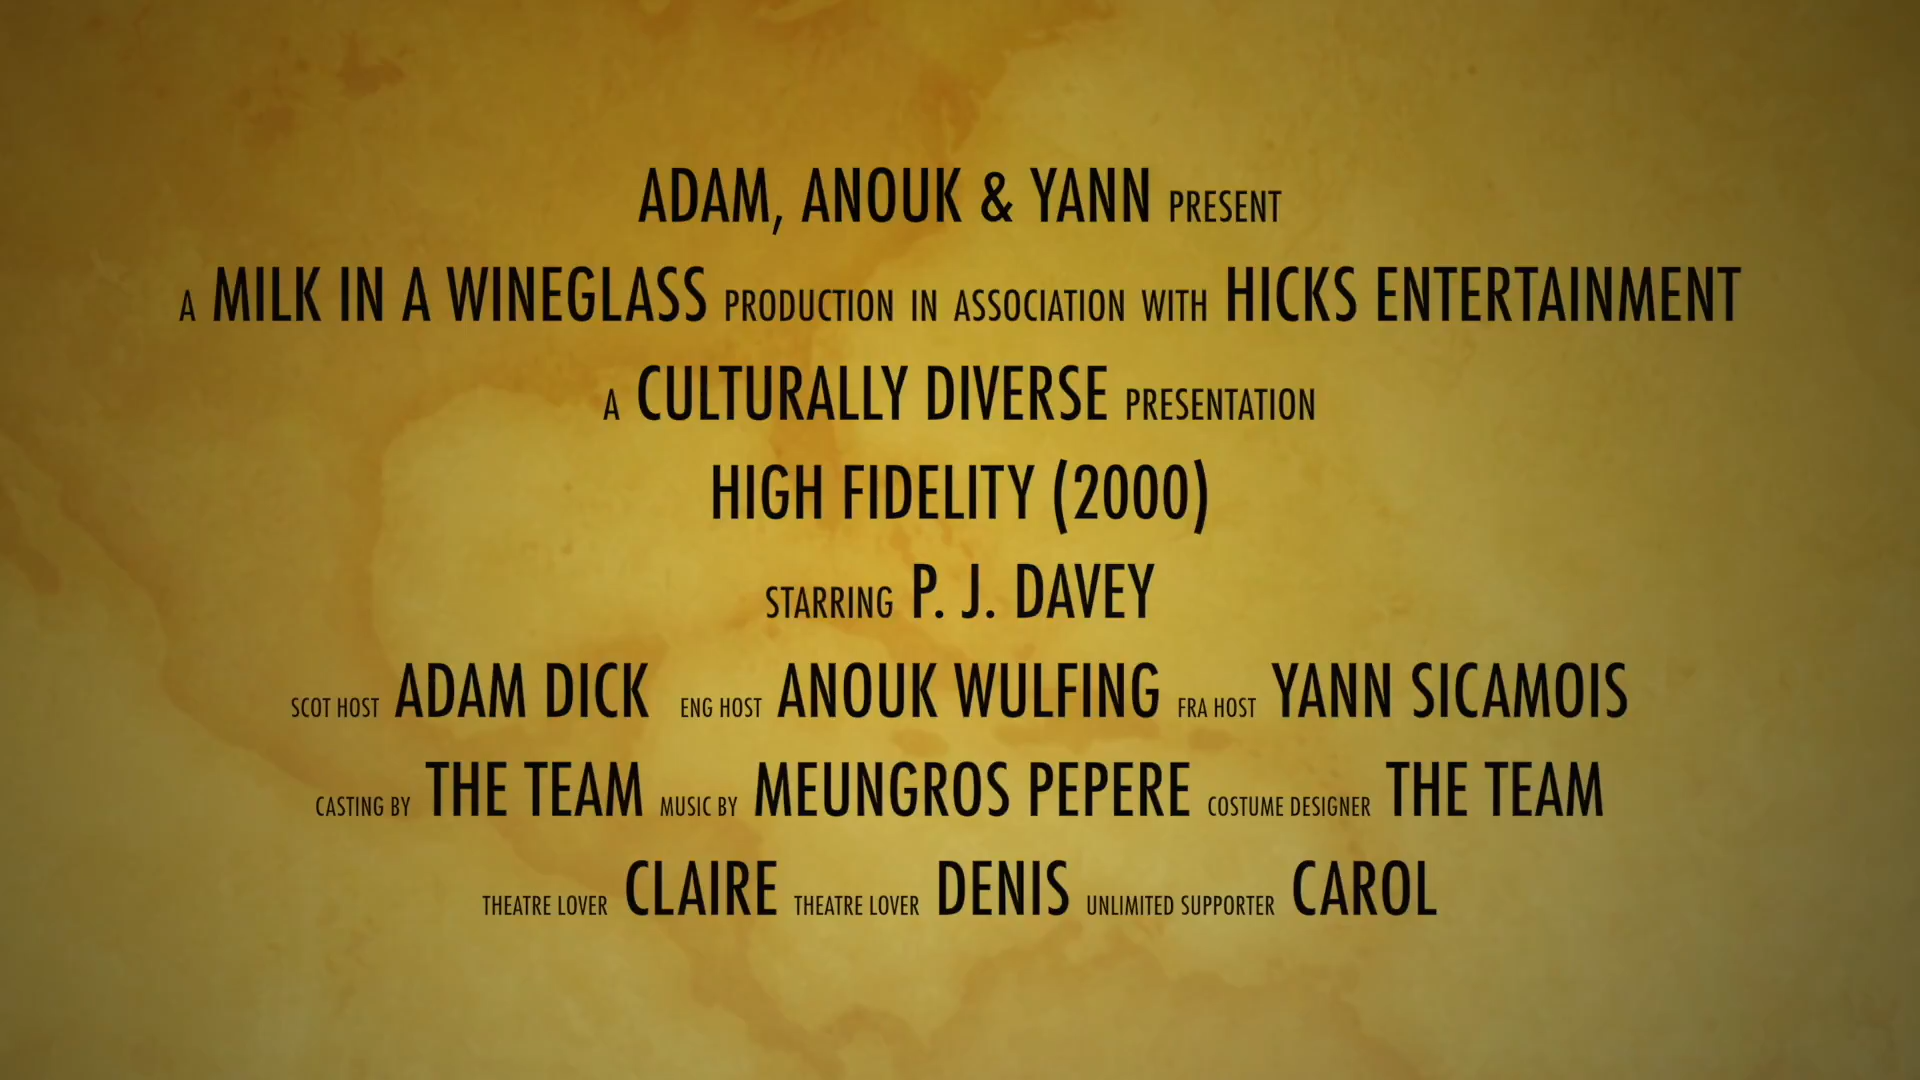 ADAM, ANOUK & YANN PRESENT
A MILK IN A WINEGLASS PRODUCTION IN ASSOCIATION WITH HICKS ENTERTAINMENT
A CULTURALLY DIVERSE PRESENTATION
HIGH FIDELITY (2000)
STARRING P. J. DAVEY
SCOT HOST ADAM DICK ENG HOST ANOUK WULFING FRA HOST YANN SICAMOIS
CASTING BY THE TEAM MUSIC BY MEUNGROS PEPERE COSTUME DESIGNER THE TEAM
THEATRE LOVER CLAIRE THEATRE LOVER DENIS UNLIMITED SUPPORTER CAROL